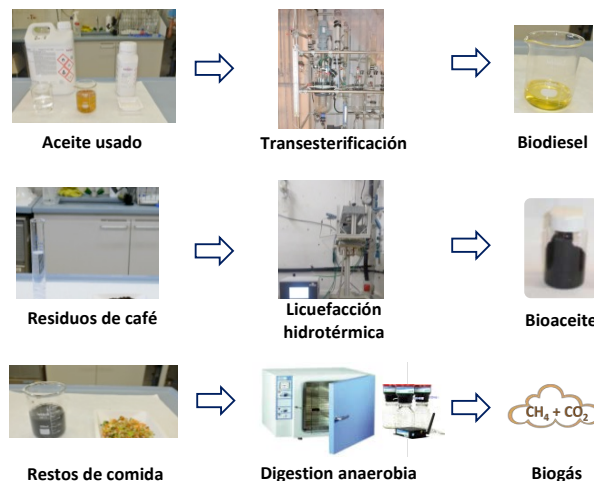 Aceite usado
Transesterificación
Biodiesel
Residuos de café
Licuefacción
hidrotérmica
Bioaceite
CH₄ + CO₂
Restos de comida
Digestion anaerobia
Biogás